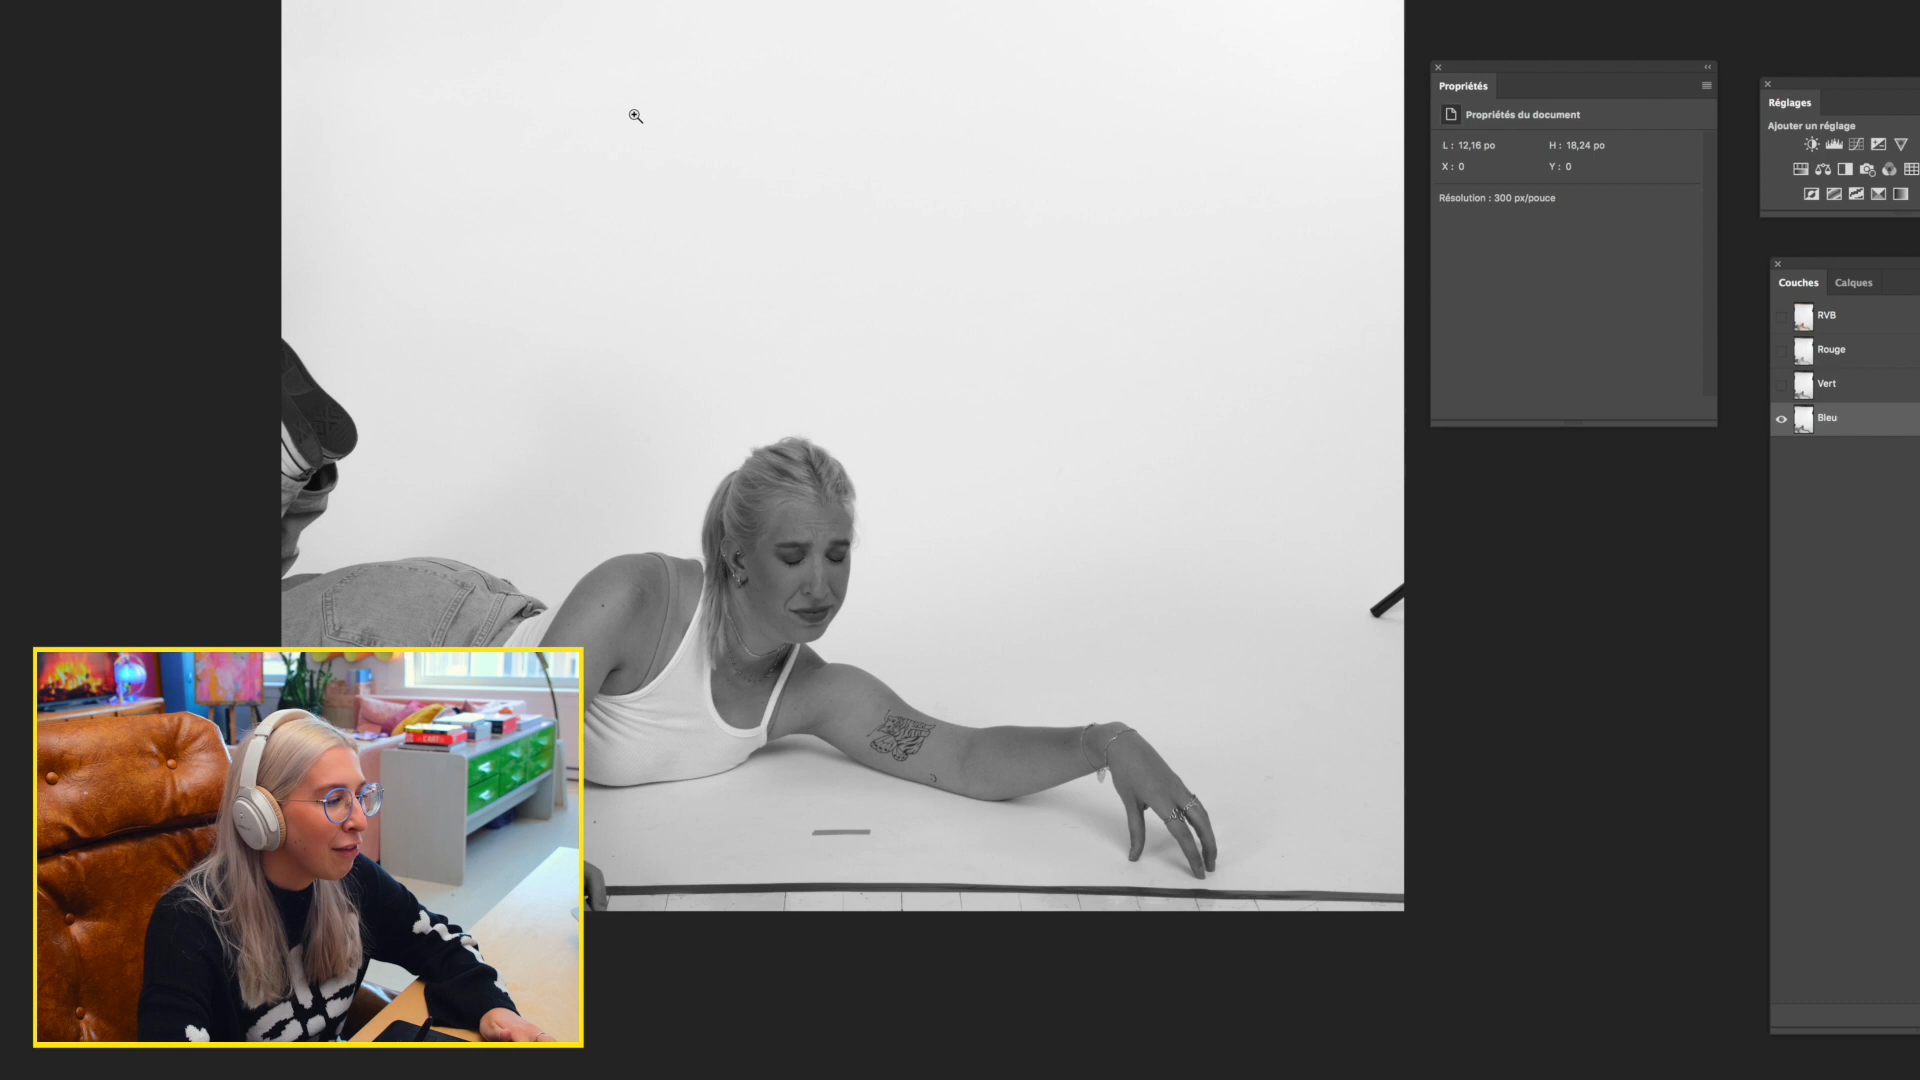 Propriétés
Propriétés du document
L : 12,16 po
H : 18,24 po
X : 0
Y : 0
Résolution : 300 px/pouce
Réglages
Ajouter un réglage
Couches
Calques
RVB
Rouge
Vert
Bleu